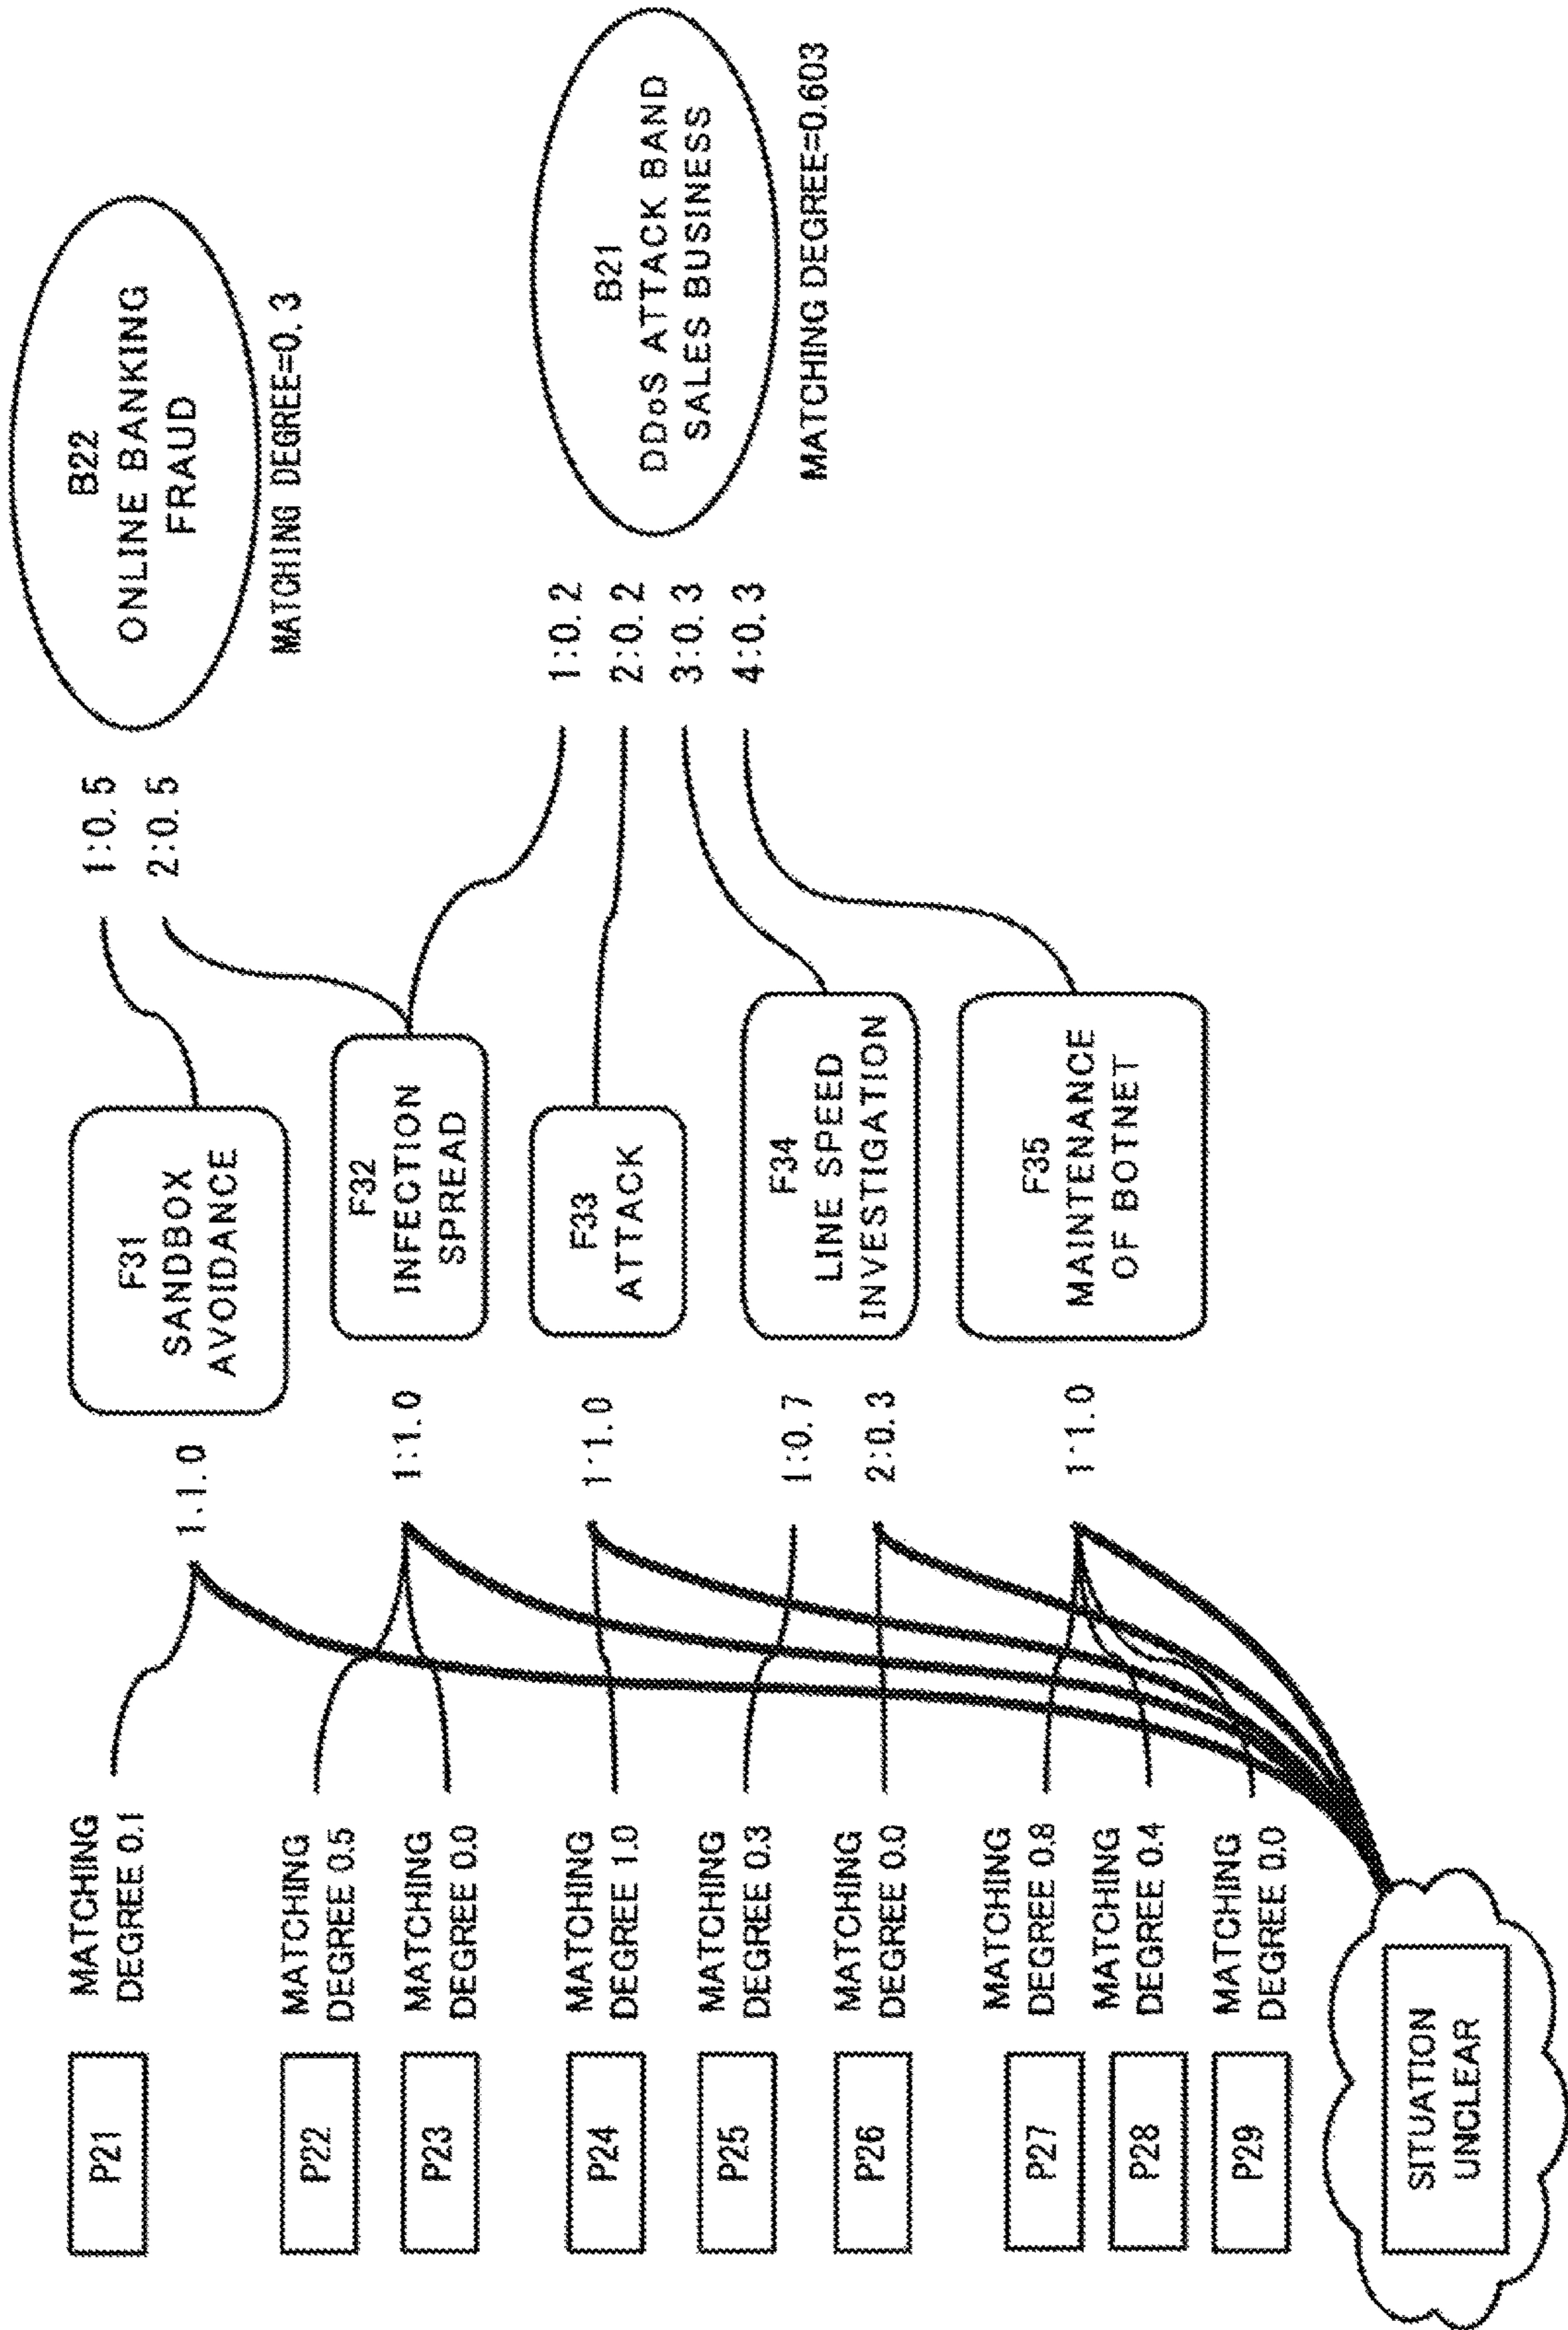 P21
MATCHING
DEGREE 0.1
1:1.0
F31
SANDBOX
AVOIDANCE
1:0.5
2:0.5
B22
ONLINE BANKING
FRAUD
MATCHING DEGREE=0.3
P22
MATCHING
DEGREE 0.5
P23
MATCHING
DEGREE 0.0
1:1.0
F32
INFECTION
SPREAD
P24
MATCHING
DEGREE 1.0
1:1.0
F33
ATTACK
1:0.2
2:0.2
3:0.3
4:0.3
B21
DDoS ATTACK BAND
SALES BUSINESS
MATCHING DEGREE=0.603
P25
MATCHING
DEGREE 0.3
P26
MATCHING
DEGREE 0.0
1:0.7
2:0.3
F34
LINE SPEED
INVESTIGATION
P27
MATCHING
DEGREE 0.8
P28
MATCHING
DEGREE 0.4
P29
MATCHING
DEGREE 0.0
1:1.0
F35
MAINTENANCE
OF BOTNET
SITUATION
UNCLEAR